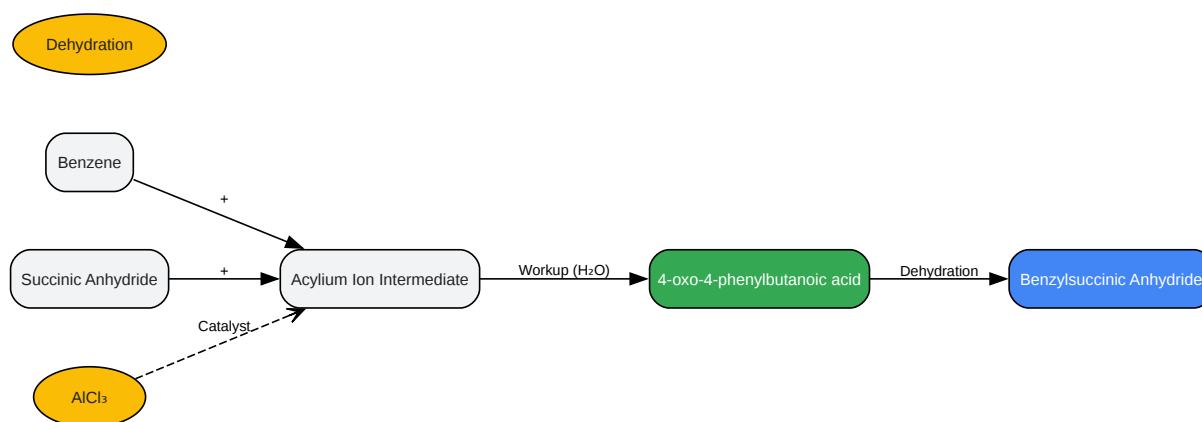 Dehydration
Benzene
+
Succinic Anhydride
+
Acylium Ion Intermediate
Workup (H₂O)
4-oxo-4-phenylbutanoic acid
Dehydration
Benzylsuccinic Anhydride
Catalyst
AlCl₃